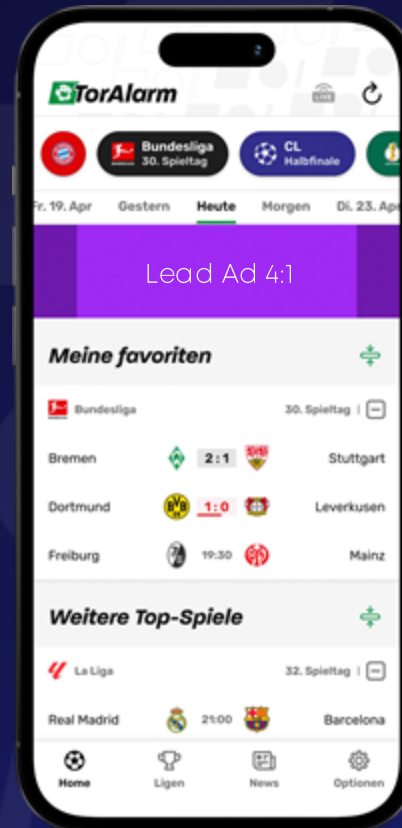 TorAlarm
LIVE
Bundesliga
30. Spieltag
CL
Halbfinale
Fr. 19. Apr Gestern Heute Morgen Di. 23. Apr
Lead Ad 4:1
Meine favoriten
Bundesliga 30. Spieltag |
Bremen 2:1 Stuttgart
Dortmund BVB 09 1:0 Leverkusen
Freiburg 19:30 Mainz
Weitere Top-Spiele
La Liga 32. Spieltag |
Real Madrid 21:00 Barcelona
Home Ligen News Optionen